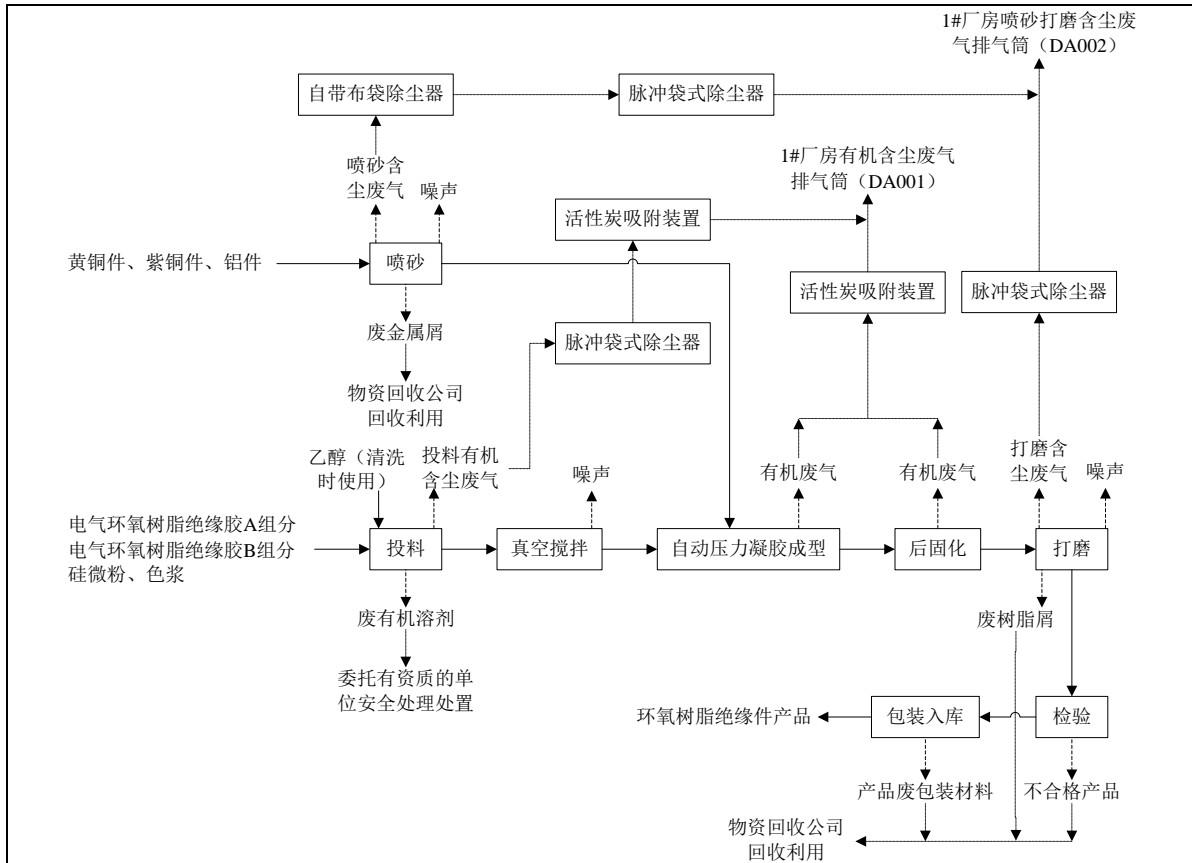 1#厂房喷砂打磨含尘废
气排气筒（DA002）
自带布袋除尘器
脉冲袋式除尘器
1#厂房有机含尘废气
排气筒（DA001）
喷砂含
尘废气
噪声
活性炭吸附装置
黄铜件、紫铜件、铝件
喷砂
活性炭吸附装置
脉冲袋式除尘器
废金属屑
脉冲袋式除尘器
物资回收公司
回收利用
乙醇（清洗
时使用）
投料有机
含尘废气
噪声
有机废气
有机废气
打磨含
尘废气
噪声
电气环氧树脂绝缘胶A组分
电气环氧树脂绝缘胶B组分
硅微粉、色浆
投料
真空搅拌
自动压力凝胶成型
后固化
打磨
废有机溶剂
废树脂屑
委托有资质的单
位安全处理处置
环氧树脂绝缘件产品
包装入库
检验
产品废包装材料
不合格产品
物资回收公司
回收利用